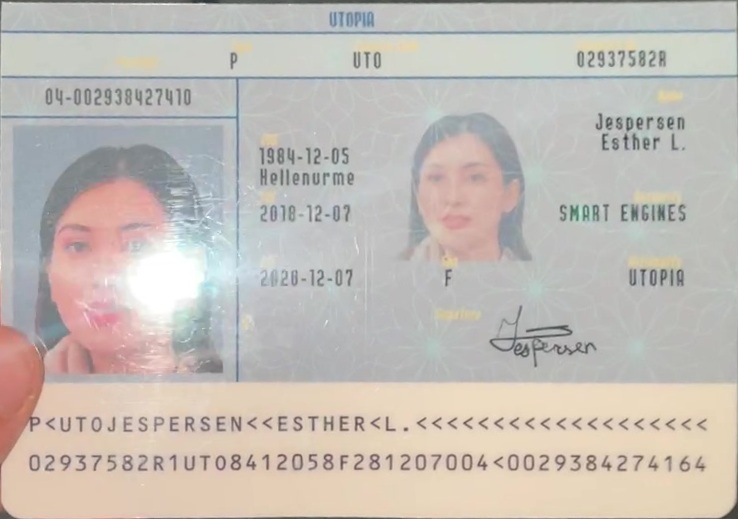 UTOPIA
P UTO 02937582R
04-002938427410
Jespersen
Esther L.
1984-12-05
Hellenurme
2018-12-07 SMART ENGINES
2028-12-07 F UTOPIA
Jespersen
P<UTOJESPERSEN<<ESTHER<L.<<<<<<<<<<<<<<<<<<<
02937582R1UTO8412058F281207004<0029384274164